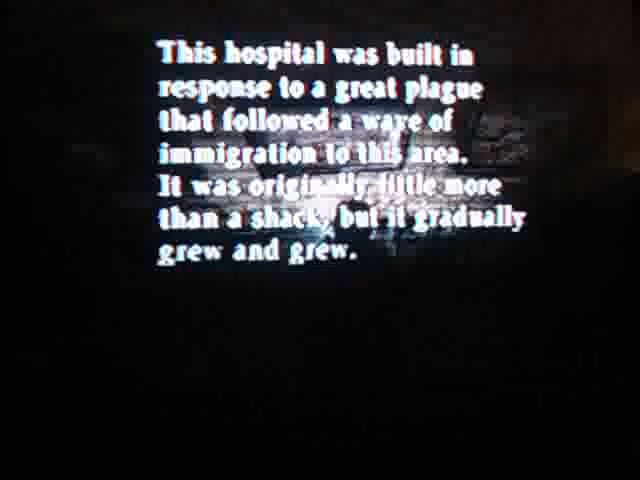 This hospital was built in
response to a great plague
that followed a wave of
immigration to this area.
It was originally little more
than a shack, but it gradually
grew and grew.